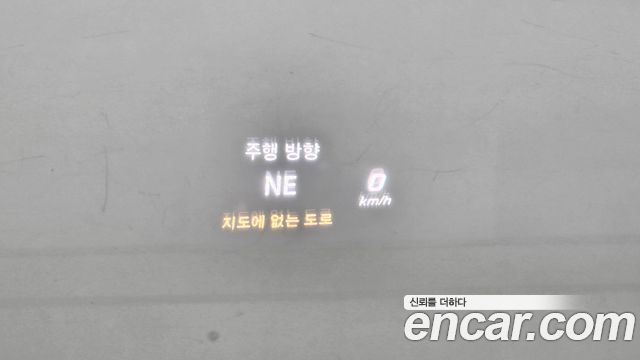 주행 방향
NE
0
km/h
지도에 없는 도로
신뢰를 더하다
encar.com